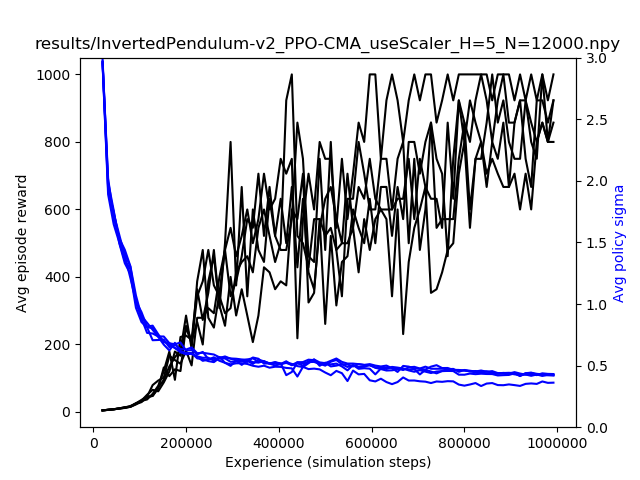 results/InvertedPendulum-v2_PPO-CMA_useScaler_H=5_N=12000.npy
1000
800
600
400
200
0
Avg episode reward
3.0
2.5
2.0
1.5
1.0
0.5
0.0
Avg policy sigma
0 200000 400000 600000 800000 1000000
Experience (simulation steps)